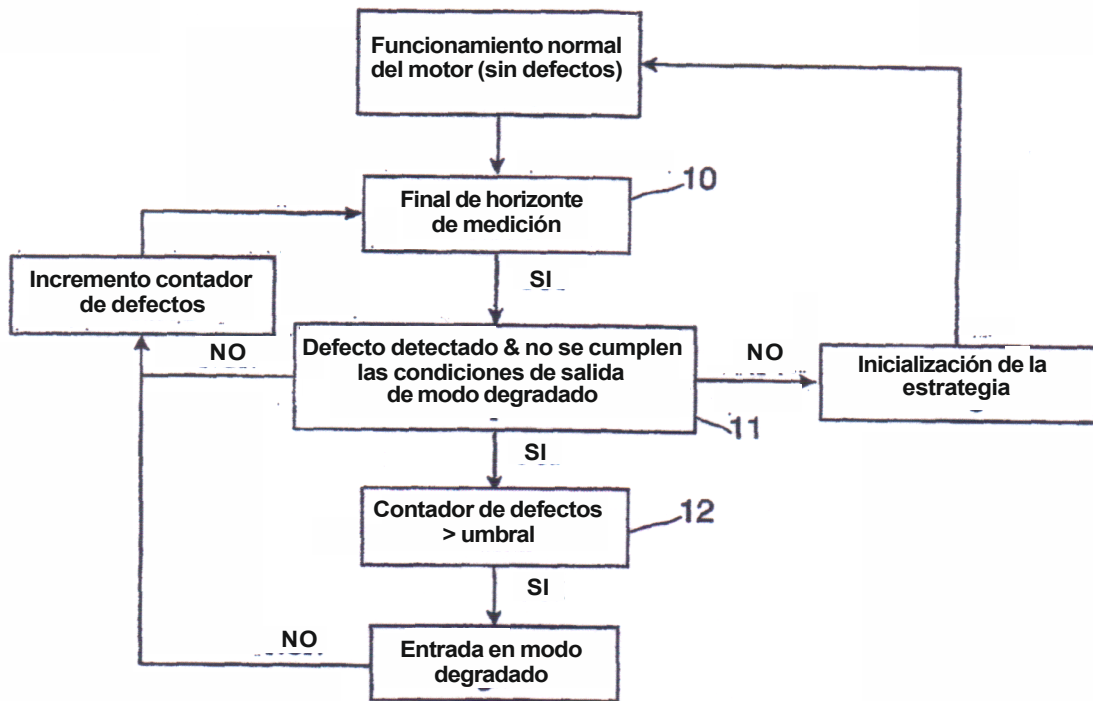 Funcionamiento normal
del motor (sin defectos)
10
Final de horizonte
de medición
SI
Incremento contador
de defectos
NO
Defecto detectado & no se cumplen
las condiciones de salida
de modo degradado
NO
Inicialización de la
estrategia
11
SI
Contador de defectos
> umbral
12
SI
NO
Entrada en modo
degradado